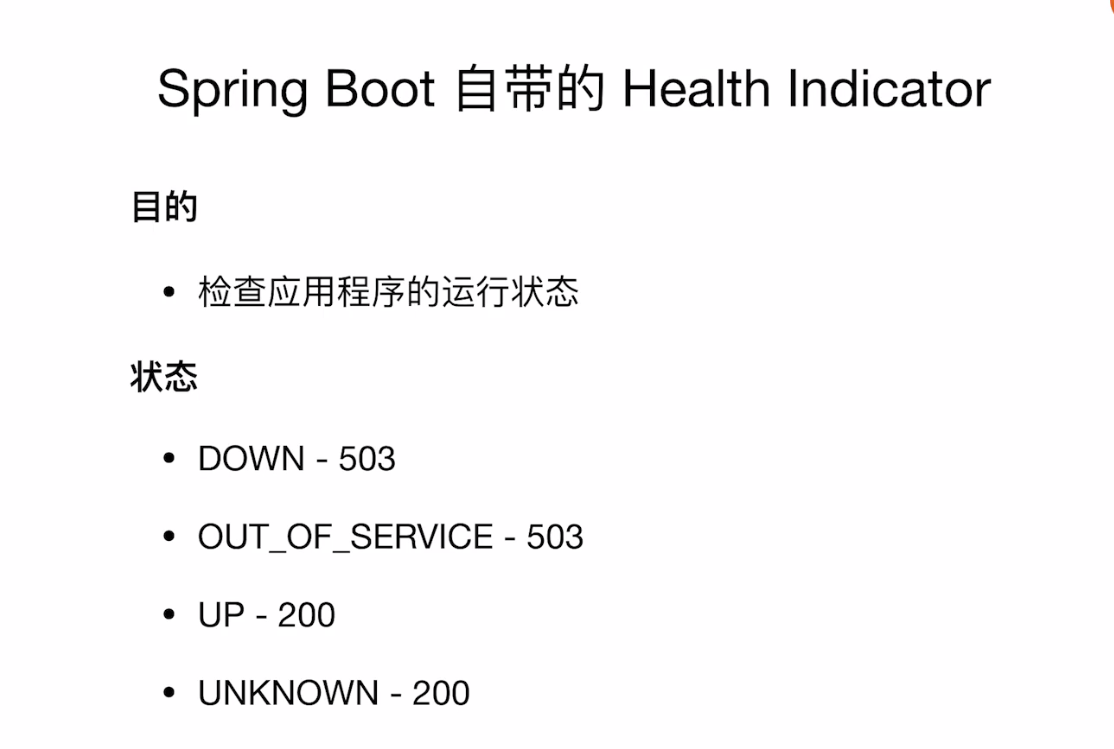 Spring Boot 自带的 Health Indicator
目的
• 检查应用程序的运行状态
状态
• DOWN - 503
• OUT_OF_SERVICE - 503
• UP - 200
• UNKNOWN - 200